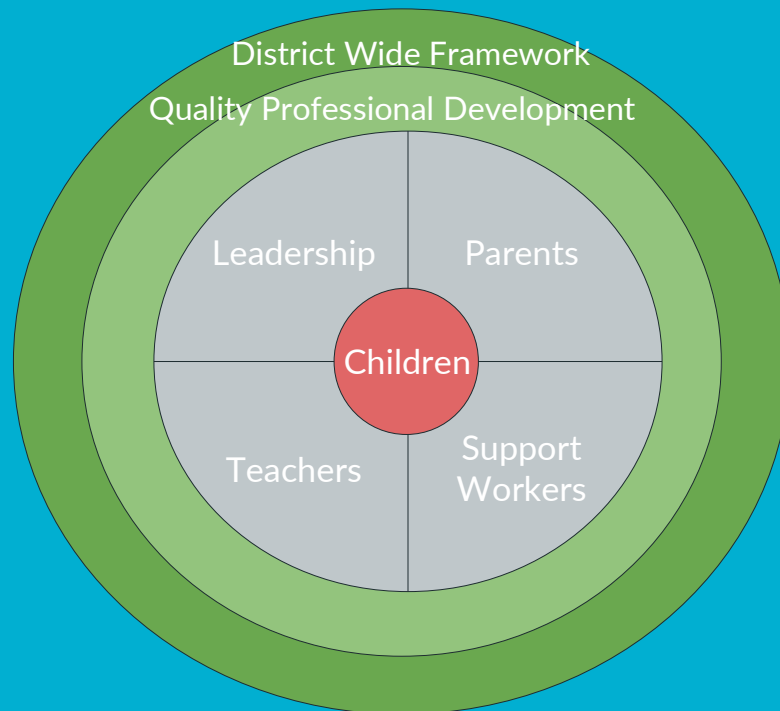 District Wide Framework
Quality Professional Development
Leadership
Parents
Children
Teachers
Support
Workers